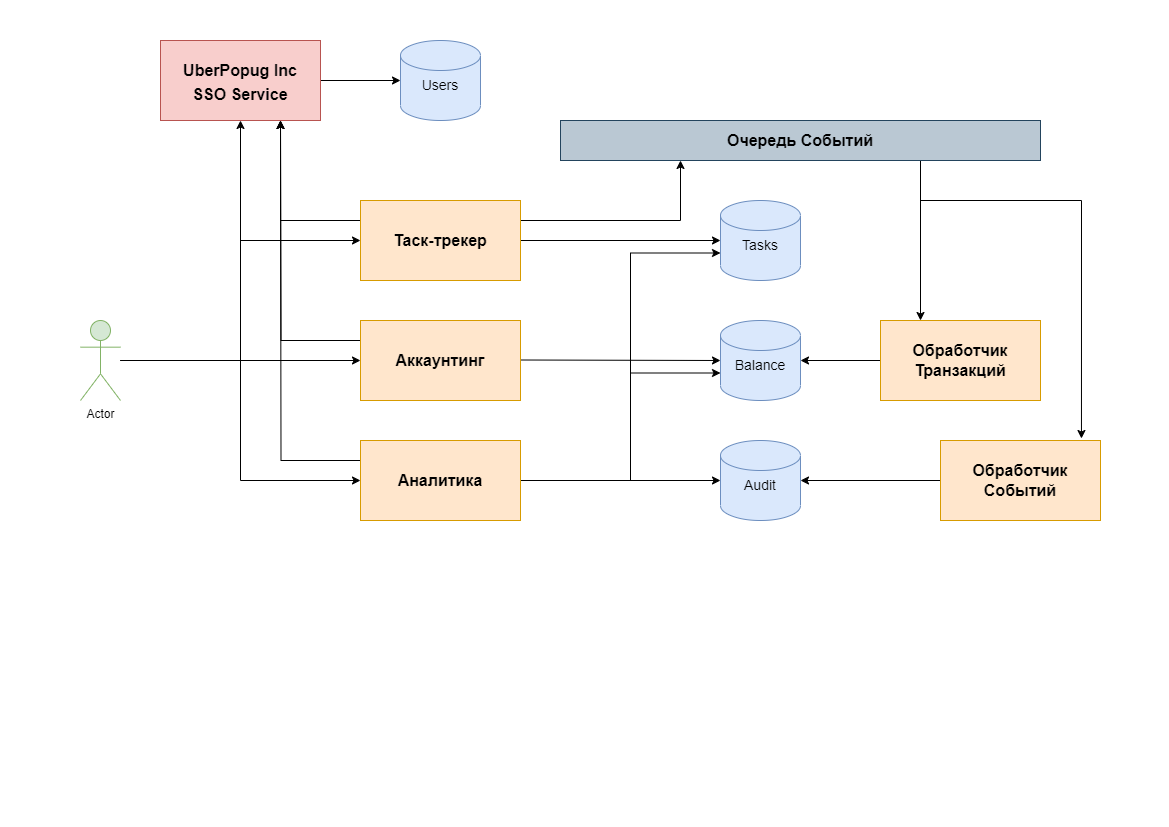 UberPopug Inc
SSO Service
Users
Очередь Событий
Таск-трекер
Tasks
Аккаунтинг
Balance
Обработчик
Транзакций
Actor
Аналитика
Audit
Обработчик
Событий